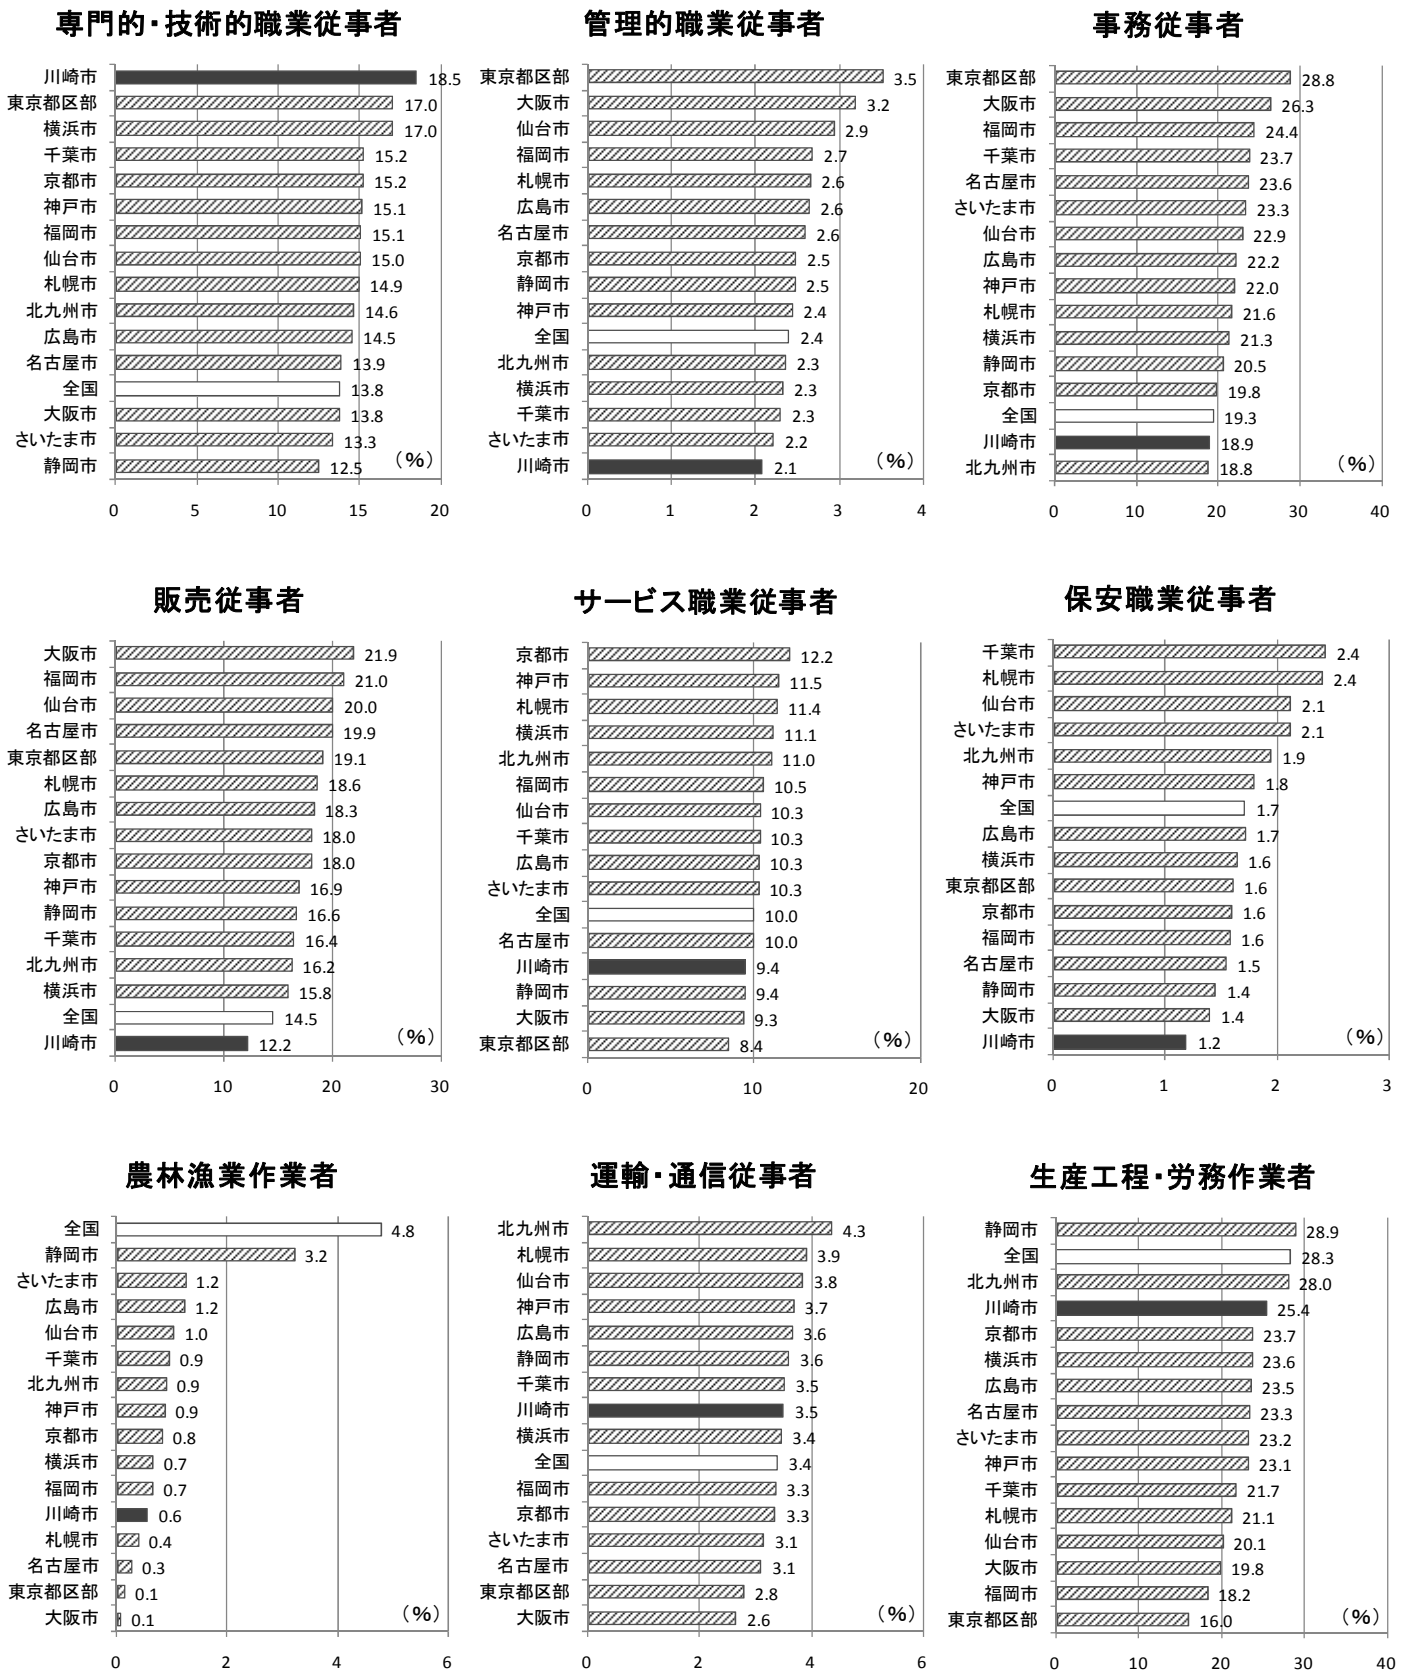 専門的・技術的職業従事者
川崎市 18.5
東京都区部 17.0
横浜市 17.0
千葉市 15.2
京都市 15.2
神戸市 15.1
福岡市 15.1
仙台市 15.0
札幌市 14.9
北九州市 14.6
広島市 14.5
名古屋市 13.9
全国 13.8
大阪市 13.8
さいたま市 13.3
静岡市 12.5 （%）
0 5 10 15 20
管理的職業従事者
東京都区部 3.5
大阪市 3.2
仙台市 2.9
福岡市 2.7
札幌市 2.6
広島市 2.6
名古屋市 2.6
京都市 2.5
静岡市 2.5
神戸市 2.4
全国 2.4
北九州市 2.3
横浜市 2.3
千葉市 2.3
さいたま市 2.2
川崎市 2.1 （%）
0 1 2 3 4
事務従事者
東京都区部 28.8
大阪市 26.3
福岡市 24.4
千葉市 23.7
名古屋市 23.6
さいたま市 23.3
仙台市 22.9
広島市 22.2
神戸市 22.0
札幌市 21.6
横浜市 21.3
静岡市 20.5
京都市 19.8
全国 19.3
川崎市 18.9
北九州市 18.8 （%）
0 10 20 30 40
販売従事者
大阪市 21.9
福岡市 21.0
仙台市 20.0
名古屋市 19.9
東京都区部 19.1
札幌市 18.6
広島市 18.3
さいたま市 18.0
京都市 18.0
神戸市 16.9
静岡市 16.6
千葉市 16.4
北九州市 16.2
横浜市 15.8
全国 14.5
川崎市 12.2 （%）
0 10 20 30
サービス職業従事者
京都市 12.2
神戸市 11.5
札幌市 11.4
横浜市 11.1
北九州市 11.0
福岡市 10.5
仙台市 10.3
千葉市 10.3
広島市 10.3
さいたま市 10.3
全国 10.0
名古屋市 10.0
川崎市 9.4
静岡市 9.4
大阪市 9.3
東京都区部 8.4 （%）
0 10 20
保安職業従事者
千葉市 2.4
札幌市 2.4
仙台市 2.1
さいたま市 2.1
北九州市 1.9
神戸市 1.8
全国 1.7
広島市 1.7
横浜市 1.6
東京都区部 1.6
京都市 1.6
福岡市 1.6
名古屋市 1.5
静岡市 1.4
大阪市 1.4
川崎市 1.2 （%）
0 1 2 3
農林漁業作業者
全国 4.8
静岡市 3.2
さいたま市 1.2
広島市 1.2
仙台市 1.0
千葉市 0.9
北九州市 0.9
神戸市 0.9
京都市 0.8
横浜市 0.7
福岡市 0.7
川崎市 0.6
札幌市 0.4
名古屋市 0.3
東京都区部 0.1
大阪市 0.1 （%）
0 2 4 6
運輸・通信従事者
北九州市 4.3
札幌市 3.9
仙台市 3.8
神戸市 3.7
広島市 3.6
静岡市 3.6
千葉市 3.5
川崎市 3.5
横浜市 3.4
全国 3.4
福岡市 3.3
京都市 3.3
さいたま市 3.1
名古屋市 3.1
東京都区部 2.8
大阪市 2.6 （%）
0 2 4 6
生産工程・労務作業者
静岡市 28.9
全国 28.3
北九州市 28.0
川崎市 25.4
京都市 23.7
横浜市 23.6
広島市 23.5
名古屋市 23.3
さいたま市 23.2
神戸市 23.1
千葉市 21.7
札幌市 21.1
仙台市 20.1
大阪市 19.8
福岡市 18.2
東京都区部 16.0 （%）
0 10 20 30 40